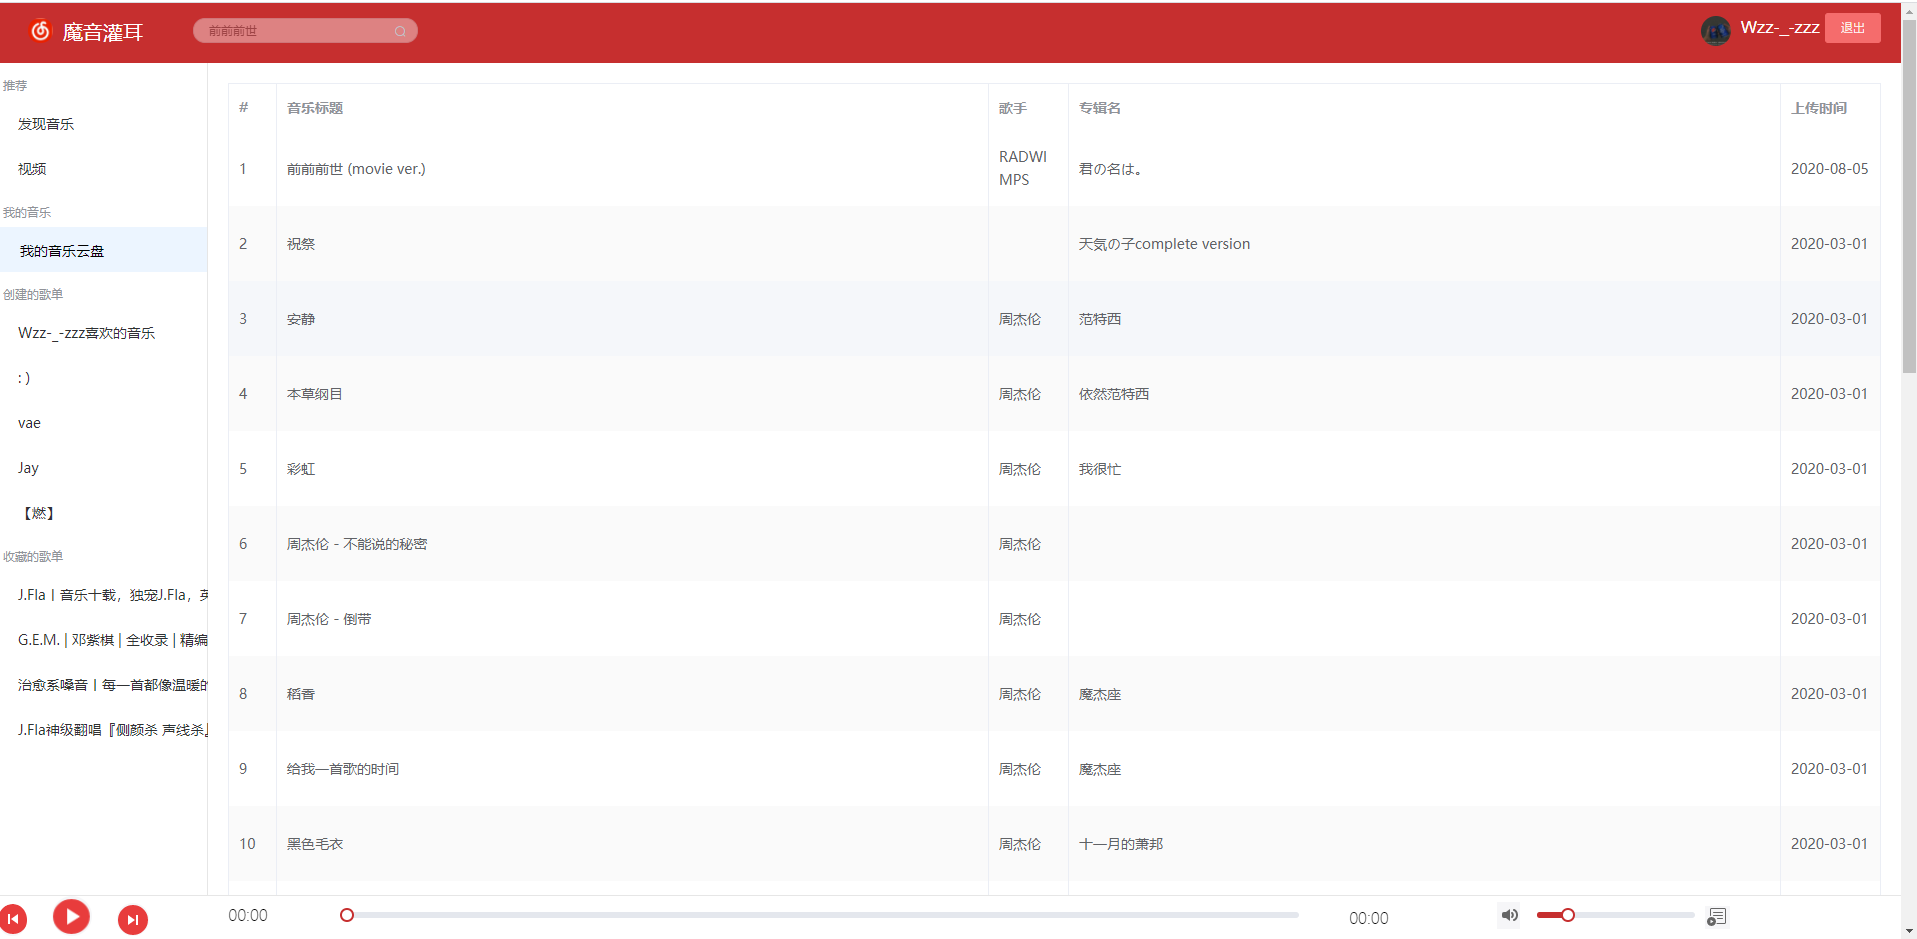 魔音灌耳
前前前世
Wzz-_-zzz
退出
推荐
发现音乐
视频
我的音乐
我的音乐云盘
创建的歌单
Wzz-_-zzz喜欢的音乐
: )
vae
Jay
【燃】
收藏的歌单
J.Fla丨音乐十载，独宠J.Fla，英
G.E.M. | 邓紫棋 | 全收录 | 精编
治愈系嗓音丨每一首都像温暖的
J.Fla神级翻唱『侧颜杀 声线杀』
# 音乐标题 歌手 专辑名 上传时间
1 前前前世 (movie ver.) RADWI 君の名は。 2020-08-05
MPS
2 祝祭 天気の子complete version 2020-03-01
3 安静 周杰伦 范特西 2020-03-01
4 本草纲目 周杰伦 依然范特西 2020-03-01
5 彩虹 周杰伦 我很忙 2020-03-01
6 周杰伦 - 不能说的秘密 周杰伦 2020-03-01
7 周杰伦 - 倒带 周杰伦 2020-03-01
8 稻香 周杰伦 魔杰座 2020-03-01
9 给我一首歌的时间 周杰伦 魔杰座 2020-03-01
10 黑色毛衣 周杰伦 十一月的萧邦 2020-03-01
00:00
00:00